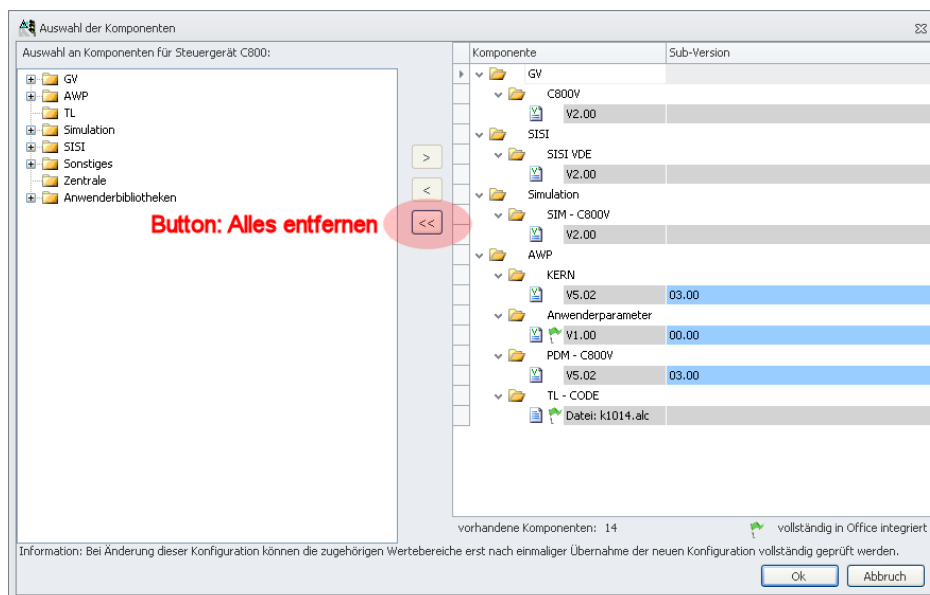 Auswahl der Komponenten
Auswahl an Komponenten für Steuergerät C800:
GV
AWP
TL
Simulation
SISI
Sonstiges
Zentrale
Anwenderbibliotheken
>
<
<<
Button: Alles entfernen
Komponente Sub-Version
GV
C800V
V2.00
SISI
SISI VDE
V2.00
Simulation
SIM - C800V
V2.00
AWP
KERN
V5.02 03.00
Anwenderparameter
V1.00 00.00
PDM - C800V
V5.02 03.00
TL - CODE
Datei: k1014.alc
vorhandene Komponenten: 14 vollständig in Office integriert
Information: Bei Änderung dieser Konfiguration können die zugehörigen Wertebereiche erst nach einmaliger Übernahme der neuen Konfiguration vollständig geprüft werden.
Ok Abbruch